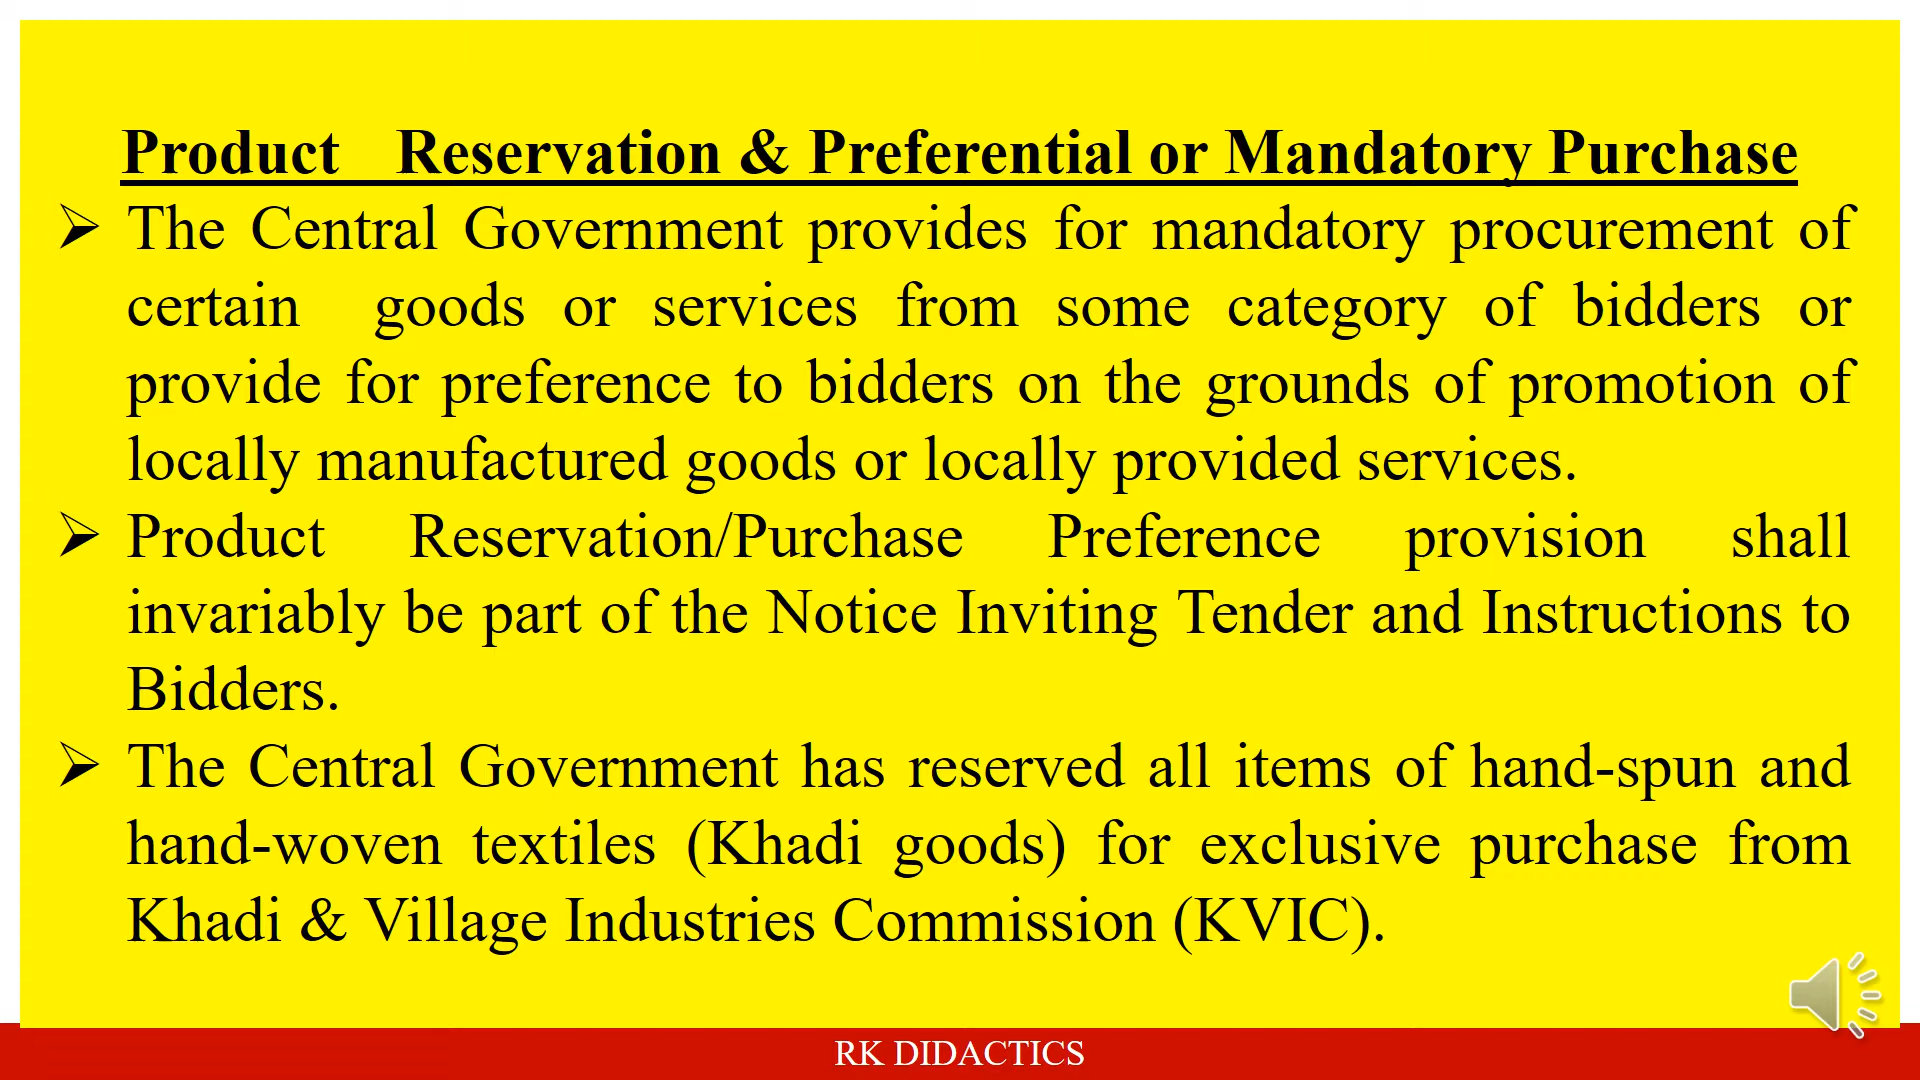 Product Reservation & Preferential or Mandatory Purchase
➢ The Central Government provides for mandatory procurement of
certain goods or services from some category of bidders or
provide for preference to bidders on the grounds of promotion of
locally manufactured goods or locally provided services.
➢ Product Reservation/Purchase Preference provision shall
invariably be part of the Notice Inviting Tender and Instructions to
Bidders.
➢ The Central Government has reserved all items of hand-spun and
hand-woven textiles (Khadi goods) for exclusive purchase from
Khadi & Village Industries Commission (KVIC).
RK DIDACTICS